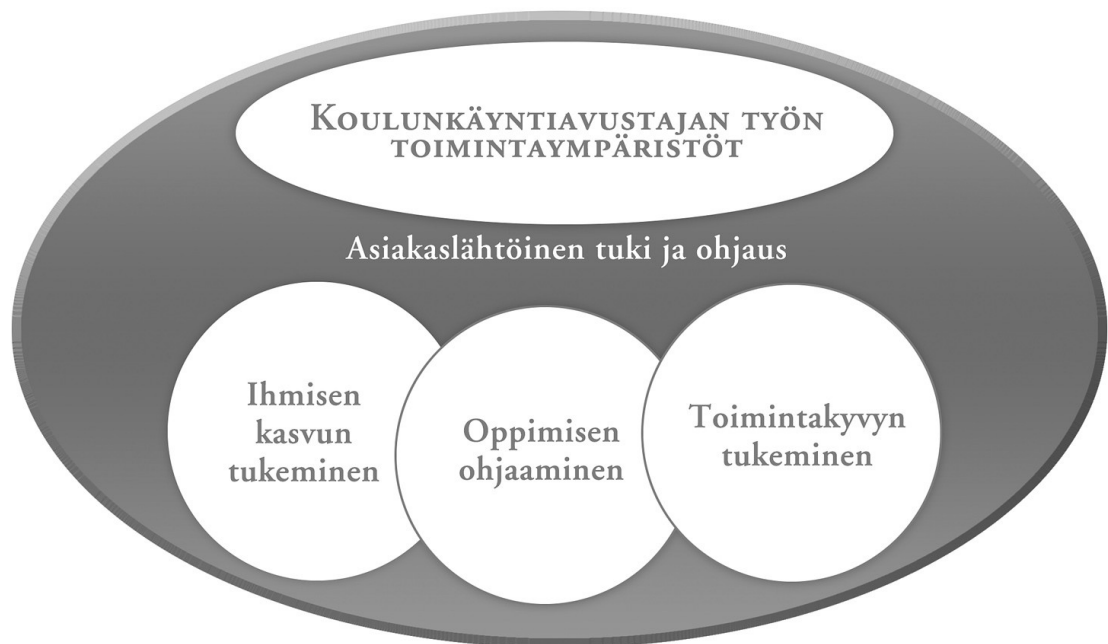 KOULUNKÄYNTIAVUSTAJAN TYÖN
TOIMINTAYMPÄRISTÖT
Asiakaslähtöinen tuki ja ohjaus
Ihmisen
kasvun
tukeminen
Oppimisen
ohjaaminen
Toimintakyvyn
tukeminen